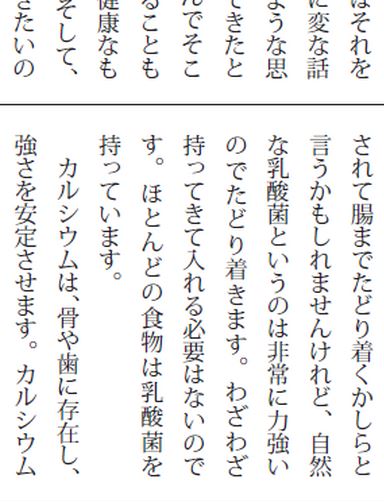 はそれを
に変な話
ような思
できたと
んでそこ
ることも
健康なも
そして、
きたいの
されて腸までたどり着くかしらと
言うかもしれませんけれど、自然
な乳酸菌というのは非常に力強い
のでたどり着きます。わざわざ
持ってきて入れる必要はないので
す。ほとんどの食物は乳酸菌を
持っています。
カルシウムは、骨や歯に存在し、
強さを安定させます。カルシウム